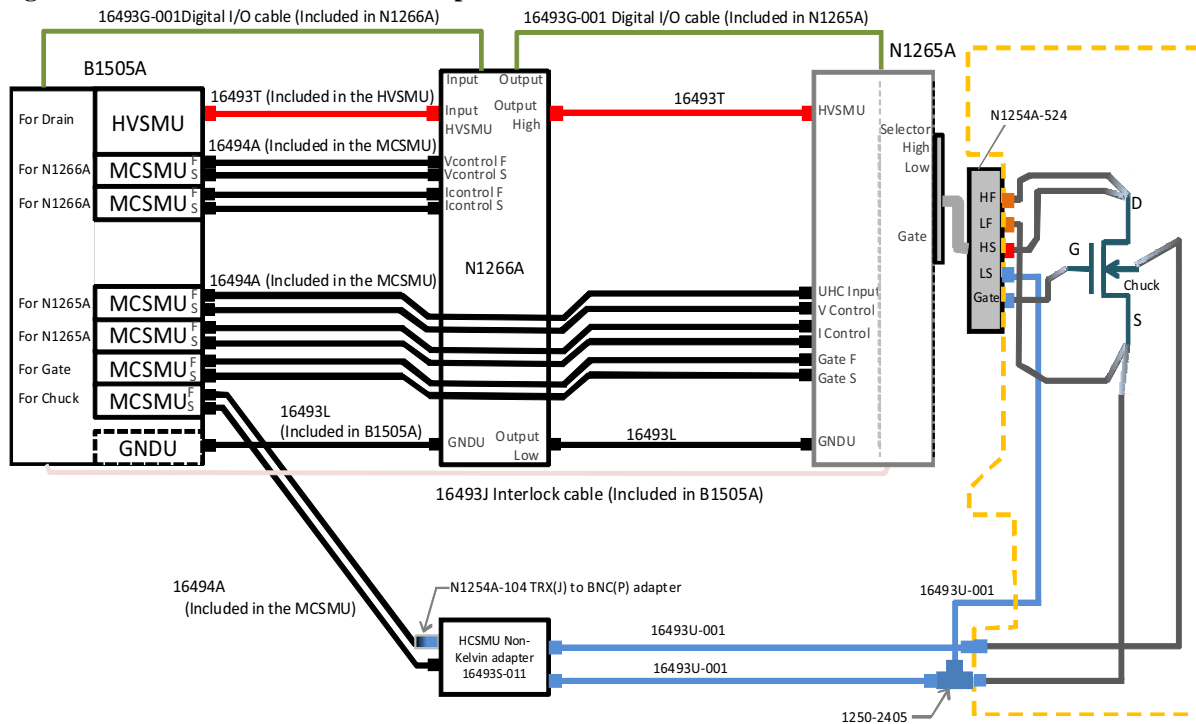 16493G-001Digital I/O cable (Included in N1266A)
16493G-001 Digital I/O cable (Included in N1265A)
B1505A
N1265A
Input
Output
For Drain
HVSMU
16493T (Included in the HVSMU)
Input
HVSMU
Output
High
16493T
HVSMU
N1254A-524
Selector
High
Low
16494A (Included in the MCSMU)
For N1266A
MCSMU
F
S
Vcontrol F
Vcontrol S
For N1266A
MCSMU
Icontrol F
Icontrol S
HF
LF
HS
LS
Gate
D
G
Chuck
S
Gate
N1266A
16494A (Included in the MCSMU)
For N1265A
MCSMU
F
S
UHC Input
V Control
For N1265A
MCSMU
F
S
I Control
For Gate
MCSMU
F
S
Gate F
Gate S
For Chuck
MCSMU
F
S
16493L
(Included in B1505A)
GNDU
GNDU
Output
Low
16493L
GNDU
16493J Interlock cable (Included in B1505A)
16494A
(Included in the MCSMU)
N1254A-104 TRX(J) to BNC(P) adapter
16493U-001
HCSMU Non-
Kelvin adapter
16493S-011
16493U-001
16493U-001
1250-2405